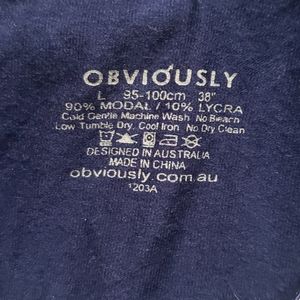 OBVIOUSLY
L 95-100cm 38"
90% MODAL / 10% LYCRA
Cold Gentle Machine Wash No Bleach
Low Tumble Dry, Cool Iron No Dry Clean
DESIGNED IN AUSTRALIA
MADE IN CHINA
obviously.com.au
1203A